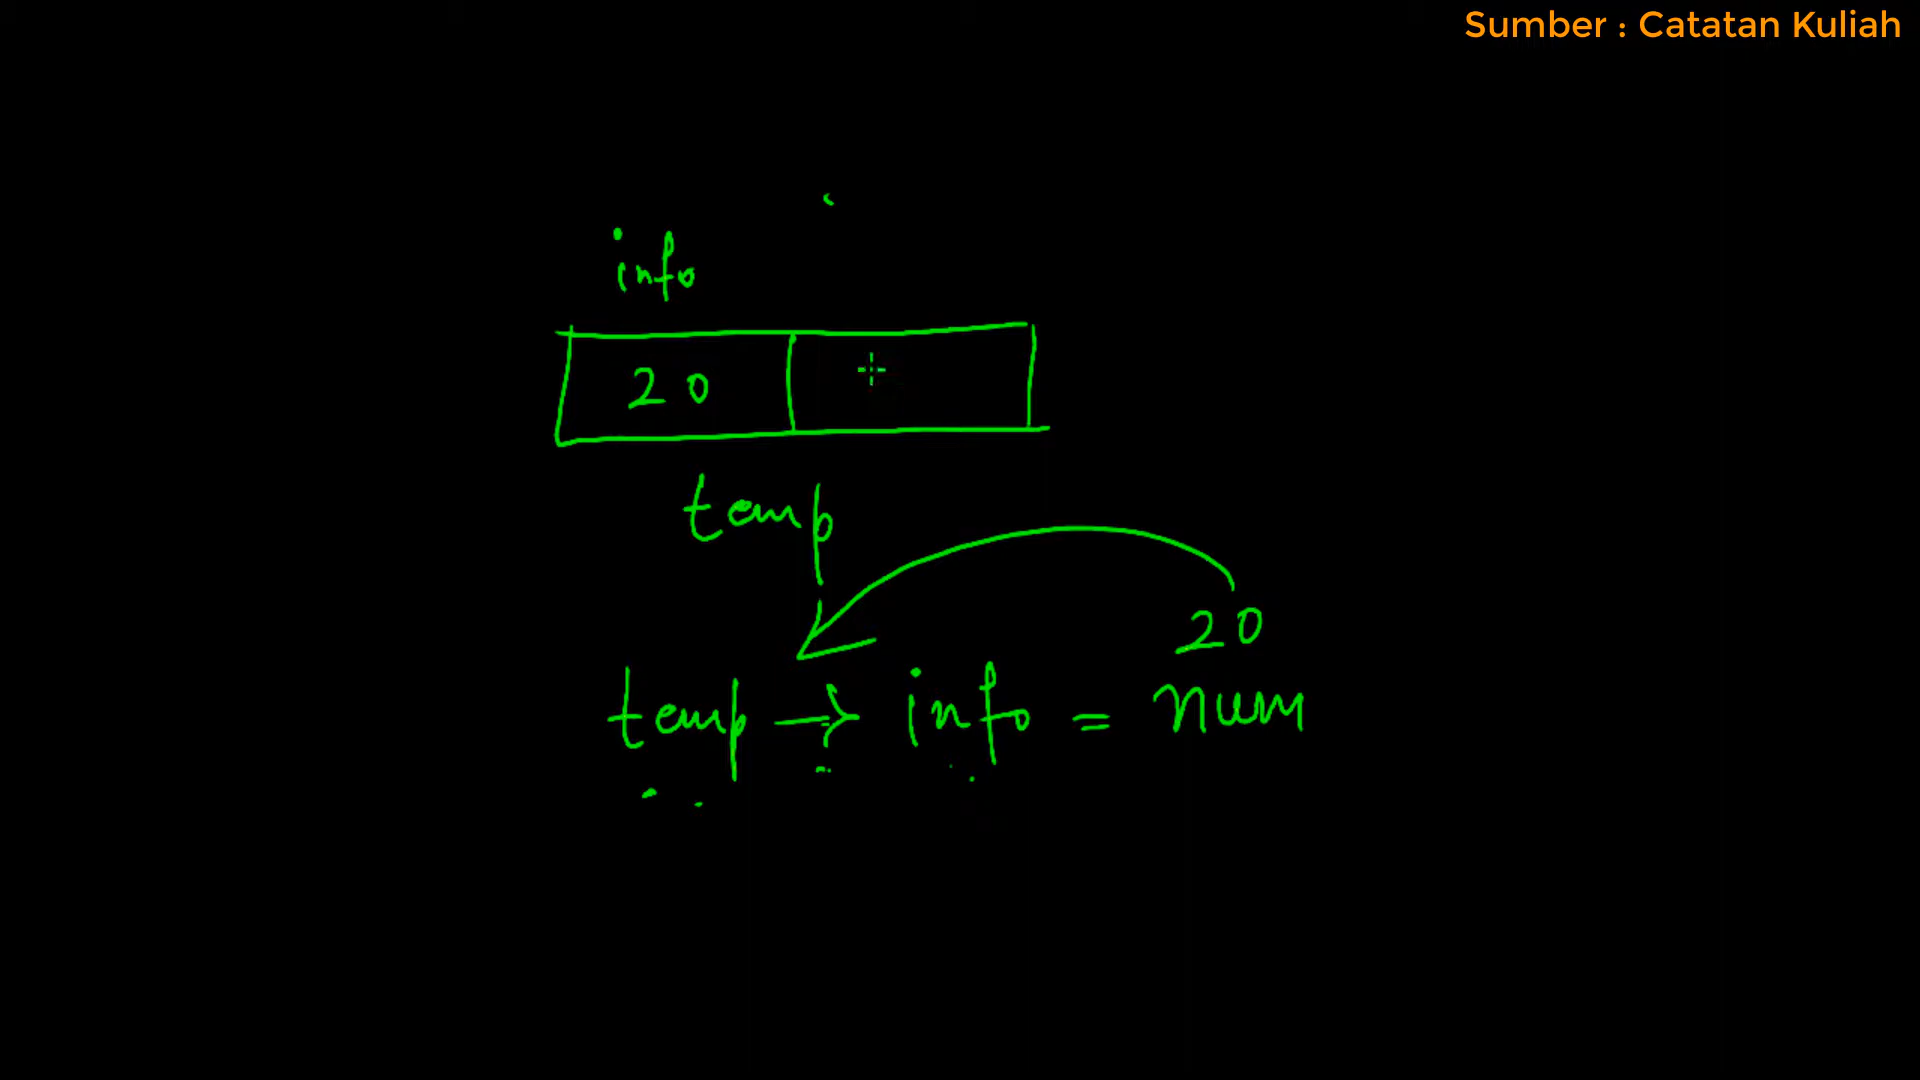 Sumber : Catatan Kuliah
info
20
temp
20
temp → info = num